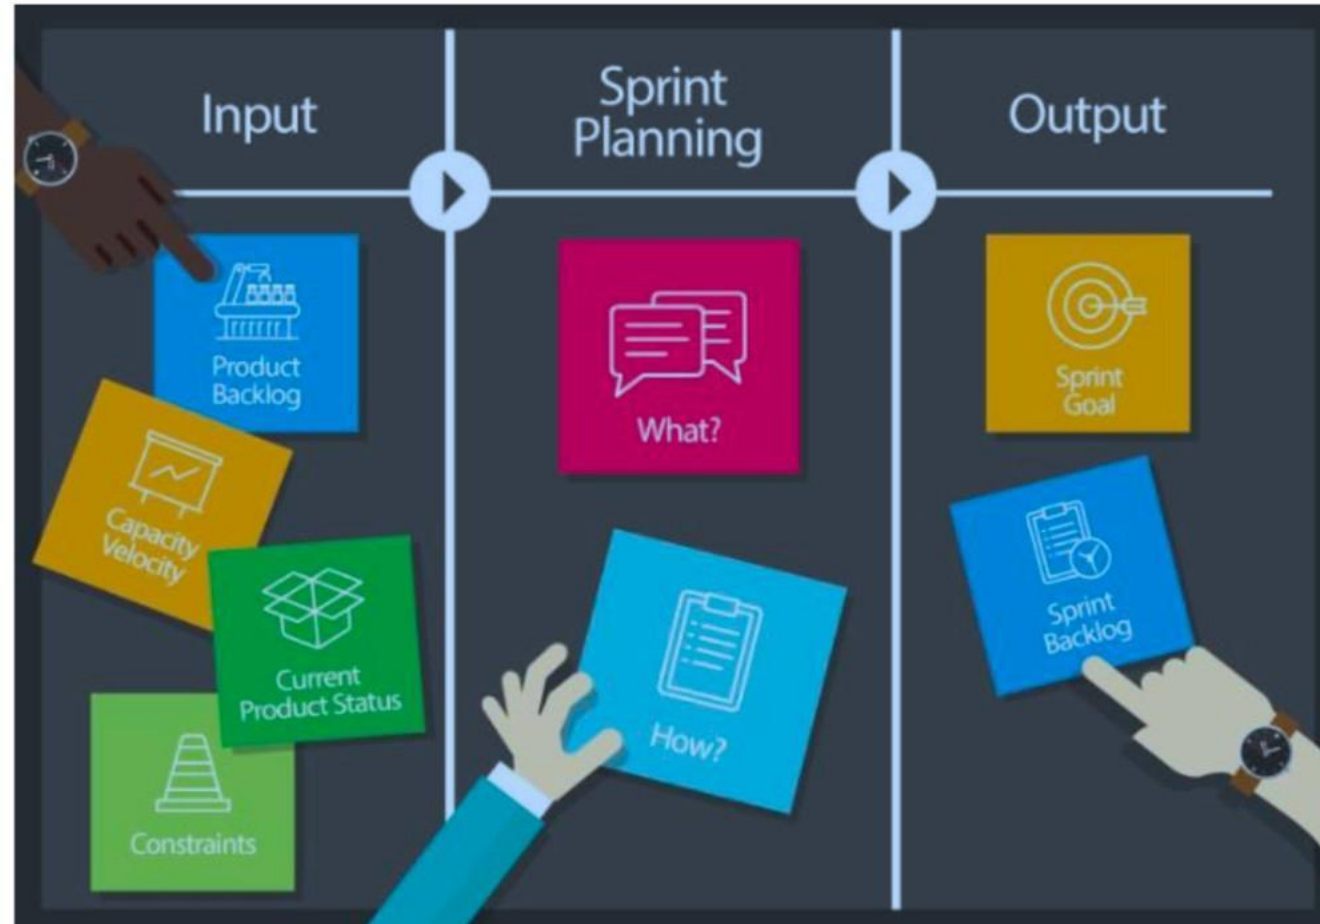 Input
Sprint
Planning
Output
Product
Backlog
Capacity
Velocity
Current
Product Status
Constraints
What?
How?
Sprint
Goal
Sprint
Backlog